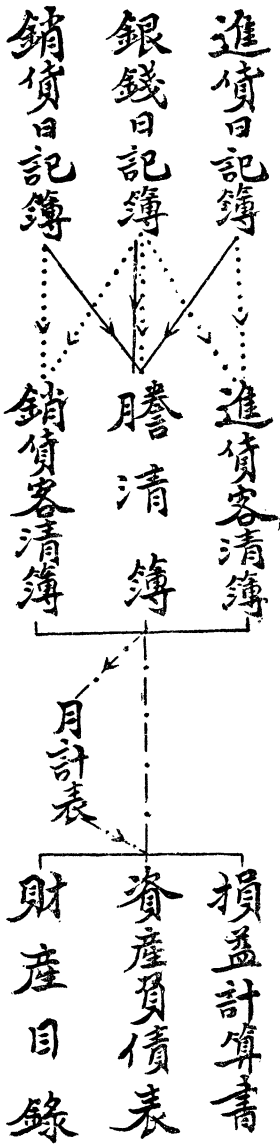 進貨日記簿
銀錢日記簿
銷貨日記簿
進貨客清簿
謄清簿
銷貨客清簿
月計表
損益計算書
資產負債表
財產目錄